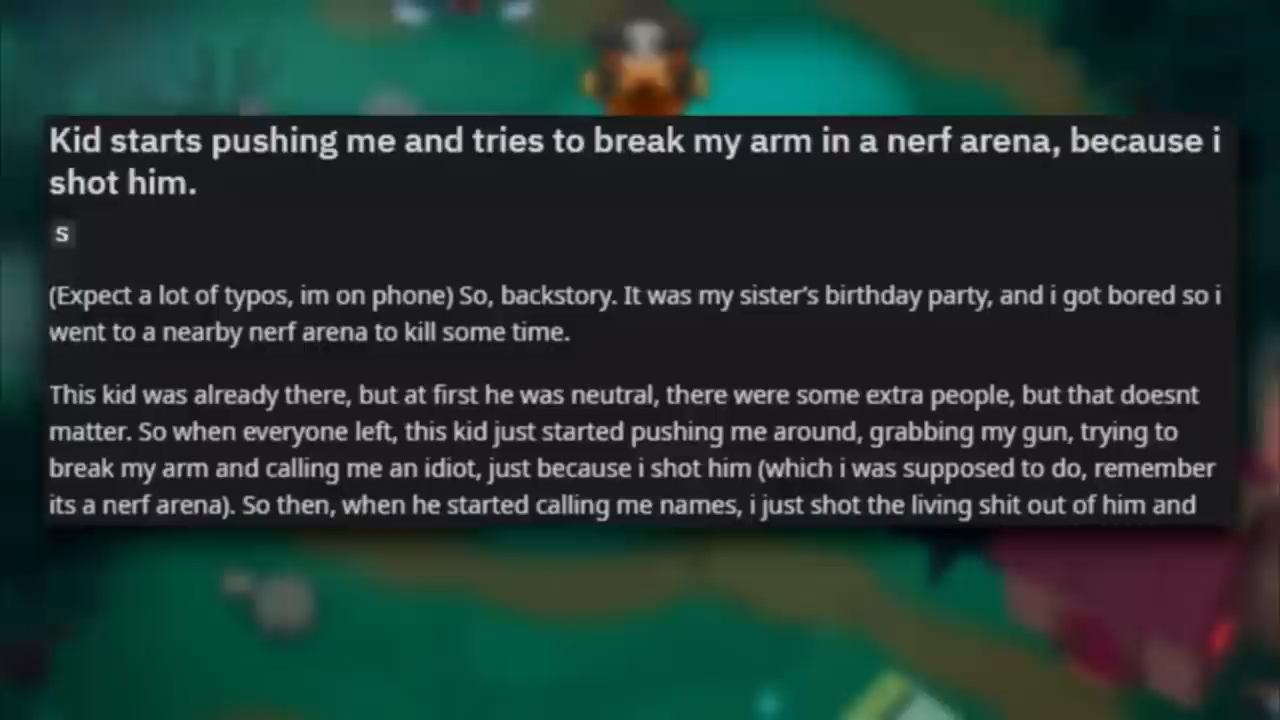 Kid starts pushing me and tries to break my arm in a nerf arena, because i
shot him.
S
(Expect a lot of typos, im on phone) So, backstory. It was my sister's birthday party, and i got bored so i
went to a nearby nerf arena to kill some time.
This kid was already there, but at first he was neutral, there were some extra people, but that doesnt
matter. So when everyone left, this kid just started pushing me around, grabbing my gun, trying to
break my arm and calling me an idiot, just because i shot him (which i was supposed to do, remember
its a nerf arena). So then, when he started calling me names, i just shot the living shit out of him and